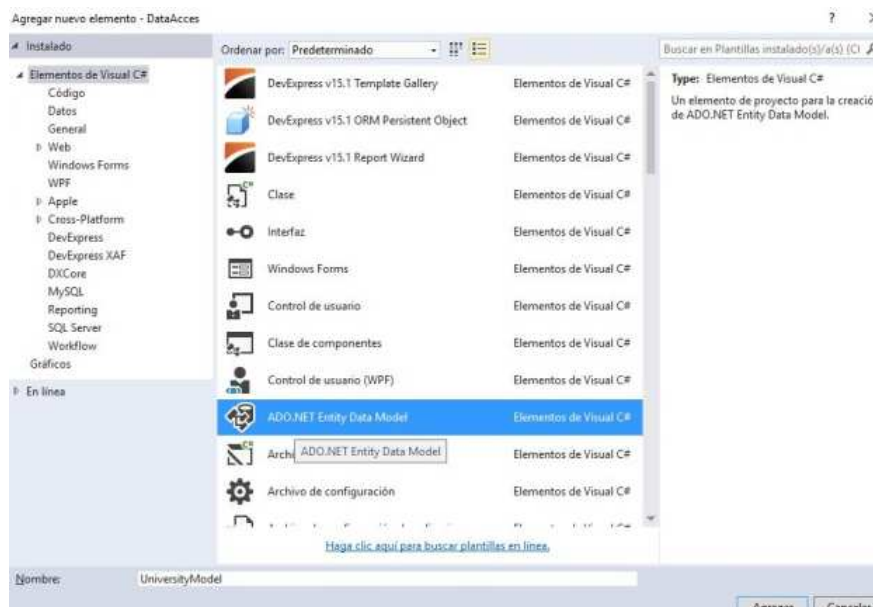 Agregar nuevo elemento - DataAcces
?
Instalado
Ordenar por: Predeterminado
Buscar en Plantillas instalado(s)/a(s) (Cl
Elementos de Visual C#
Código
Datos
General
Web
Windows Forms
WPF
Apple
Cross-Platform
DevExpress
DevExpress XAF
DXCore
MySQL
Reporting
SQL Server
Workflow
Gráficos
En línea
DevExpress v15.1 Template Gallery Elementos de Visual C#
DevExpress v15.1 ORM Persistent Object Elementos de Visual C#
DevExpress v15.1 Report Wizard Elementos de Visual C#
Clase Elementos de Visual C#
Interfaz Elementos de Visual C#
Windows Forms Elementos de Visual C#
Control de usuario Elementos de Visual C#
Clase de componentes Elementos de Visual C#
Control de usuario (WPF) Elementos de Visual C#
ADO.NET Entity Data Model Elementos de Visual C#
Archi Elementos de Visual C#
ADO.NET Entity Data Model
Archivo de configuración Elementos de Visual C#
Haga clic aquí para buscar plantillas en línea.
Type: Elementos de Visual C#
Un elemento de proyecto para la creació
de ADO.NET Entity Data Model.
Nombre: UniversityModel
Agregar Cancelar